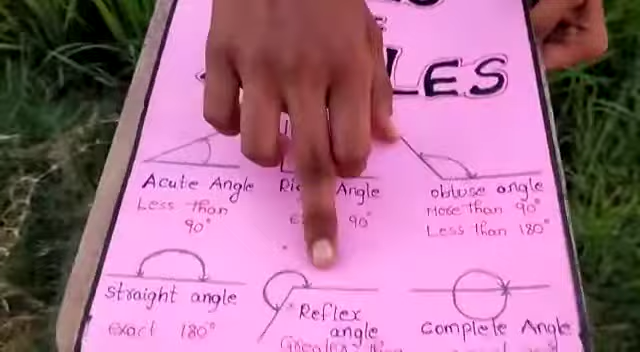 LES
Acute Angle
Less than
90°
Angle
90°
obtuse angle
More Than 90°
Less Than 180°
Straight angle
exact 180°
Reflex
angle
Complete Angle